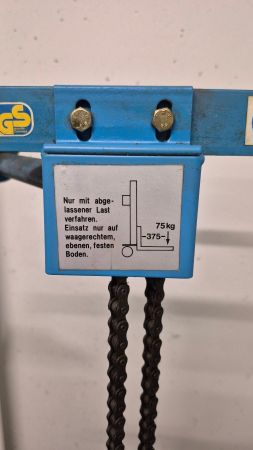 GS
Nur mit abge-
lassener Last
verfahren.
Einsatz nur auf
waagerechtem,
ebenen, festen
Boden.
75kg
375